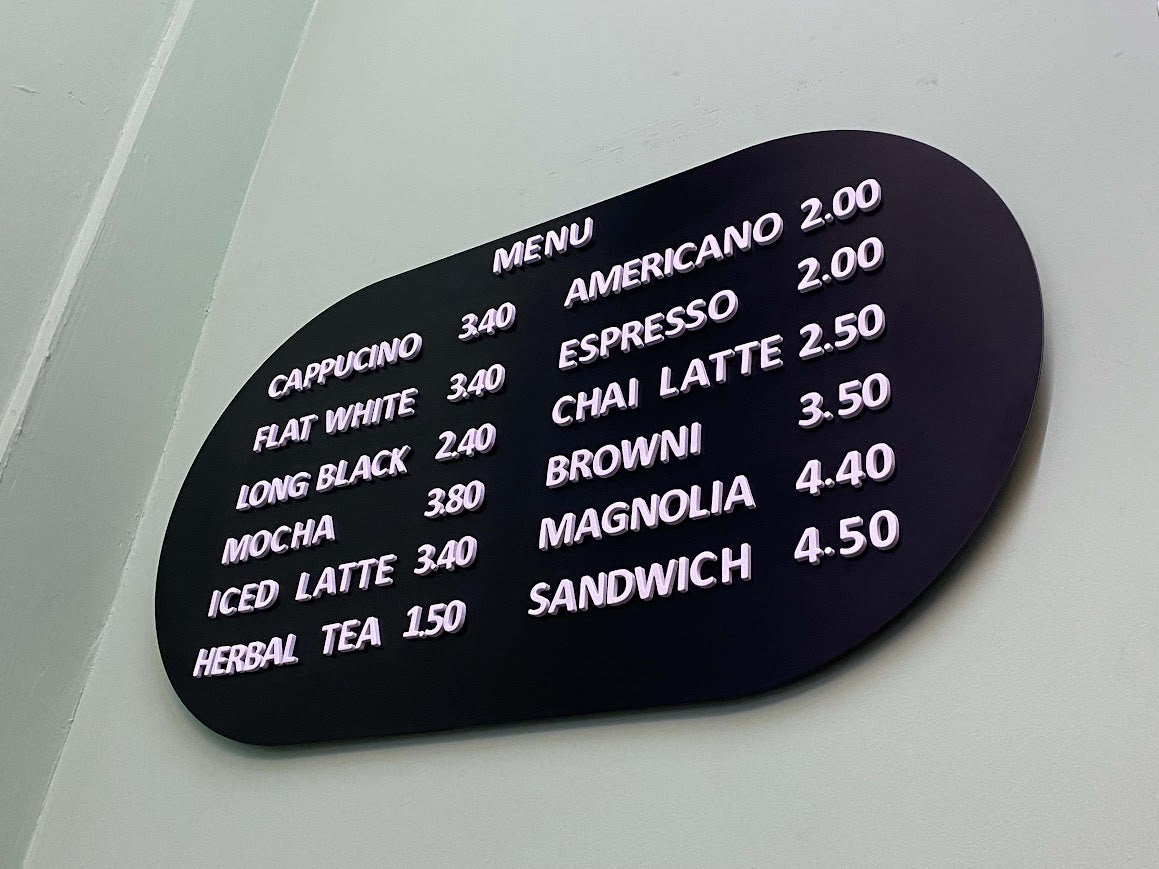 MENU
CAPPUCINO 3.40
FLAT WHITE 3.40
LONG BLACK 2.40
MOCHA 3.80
ICED LATTE 3.40
HERBAL TEA 1.50
AMERICANO 2.00
ESPRESSO 2.00
CHAI LATTE 2.50
BROWNI 3.50
MAGNOLIA 4.40
SANDWICH 4.50